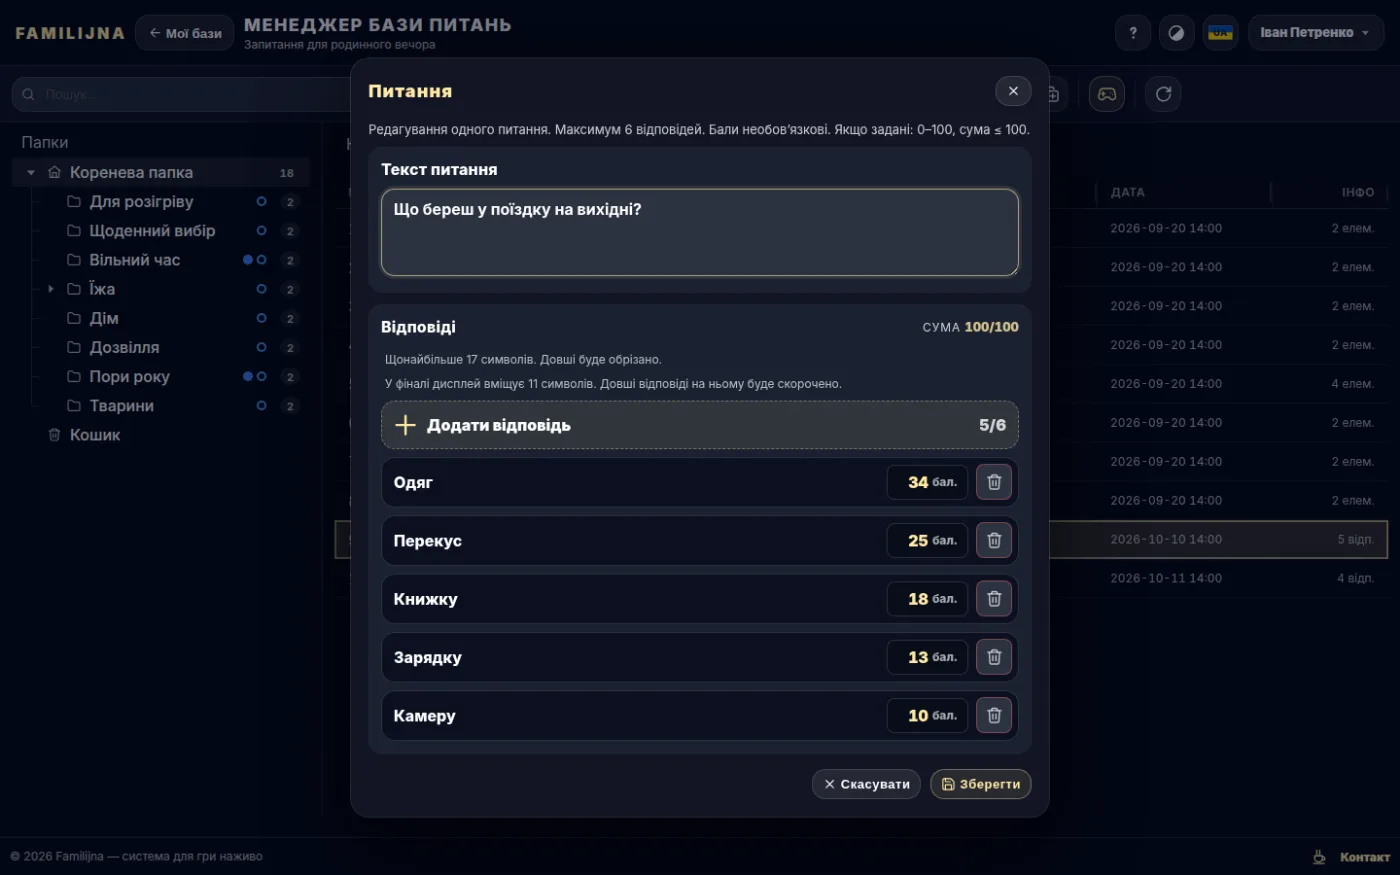 FAMILIJNA
← Мої бази
МЕНЕДЖЕР БАЗИ ПИТАНЬ
Запитання для родинного вечора
?
UA
Іван Петренко
Пошук...
Папки
Коренева папка 18
Для розігріву 2
Щоденний вибір 2
Вільний час 2
Їжа 2
Дім 2
Дозвілля 2
Пори року 2
Тварини 2
Кошик
Питання
Редагування одного питання. Максимум 6 відповідей. Бали необов’язкові. Якщо задані: 0–100, сума ≤ 100.
Текст питання
Що береш у поїздку на вихідні?
Відповіді
СУМА 100/100
Щонайбільше 17 символів. Довші буде обрізано.
У фіналі дисплей вміщує 11 символів. Довші відповіді на ньому буде скорочено.
Додати відповідь 5/6
Одяг 34 бал.
Перекус 25 бал.
Книжку 18 бал.
Зарядку 13 бал.
Камеру 10 бал.
Скасувати
Зберегти
ДАТА ІНФО
2026-09-20 14:00 2 елем.
2026-09-20 14:00 2 елем.
2026-09-20 14:00 2 елем.
2026-09-20 14:00 2 елем.
2026-09-20 14:00 4 елем.
2026-09-20 14:00 2 елем.
2026-09-20 14:00 2 елем.
2026-09-20 14:00 2 елем.
2026-10-10 14:00 5 відп.
2026-10-11 14:00 4 відп.
© 2026 Familijna — система для гри наживо
Контакт